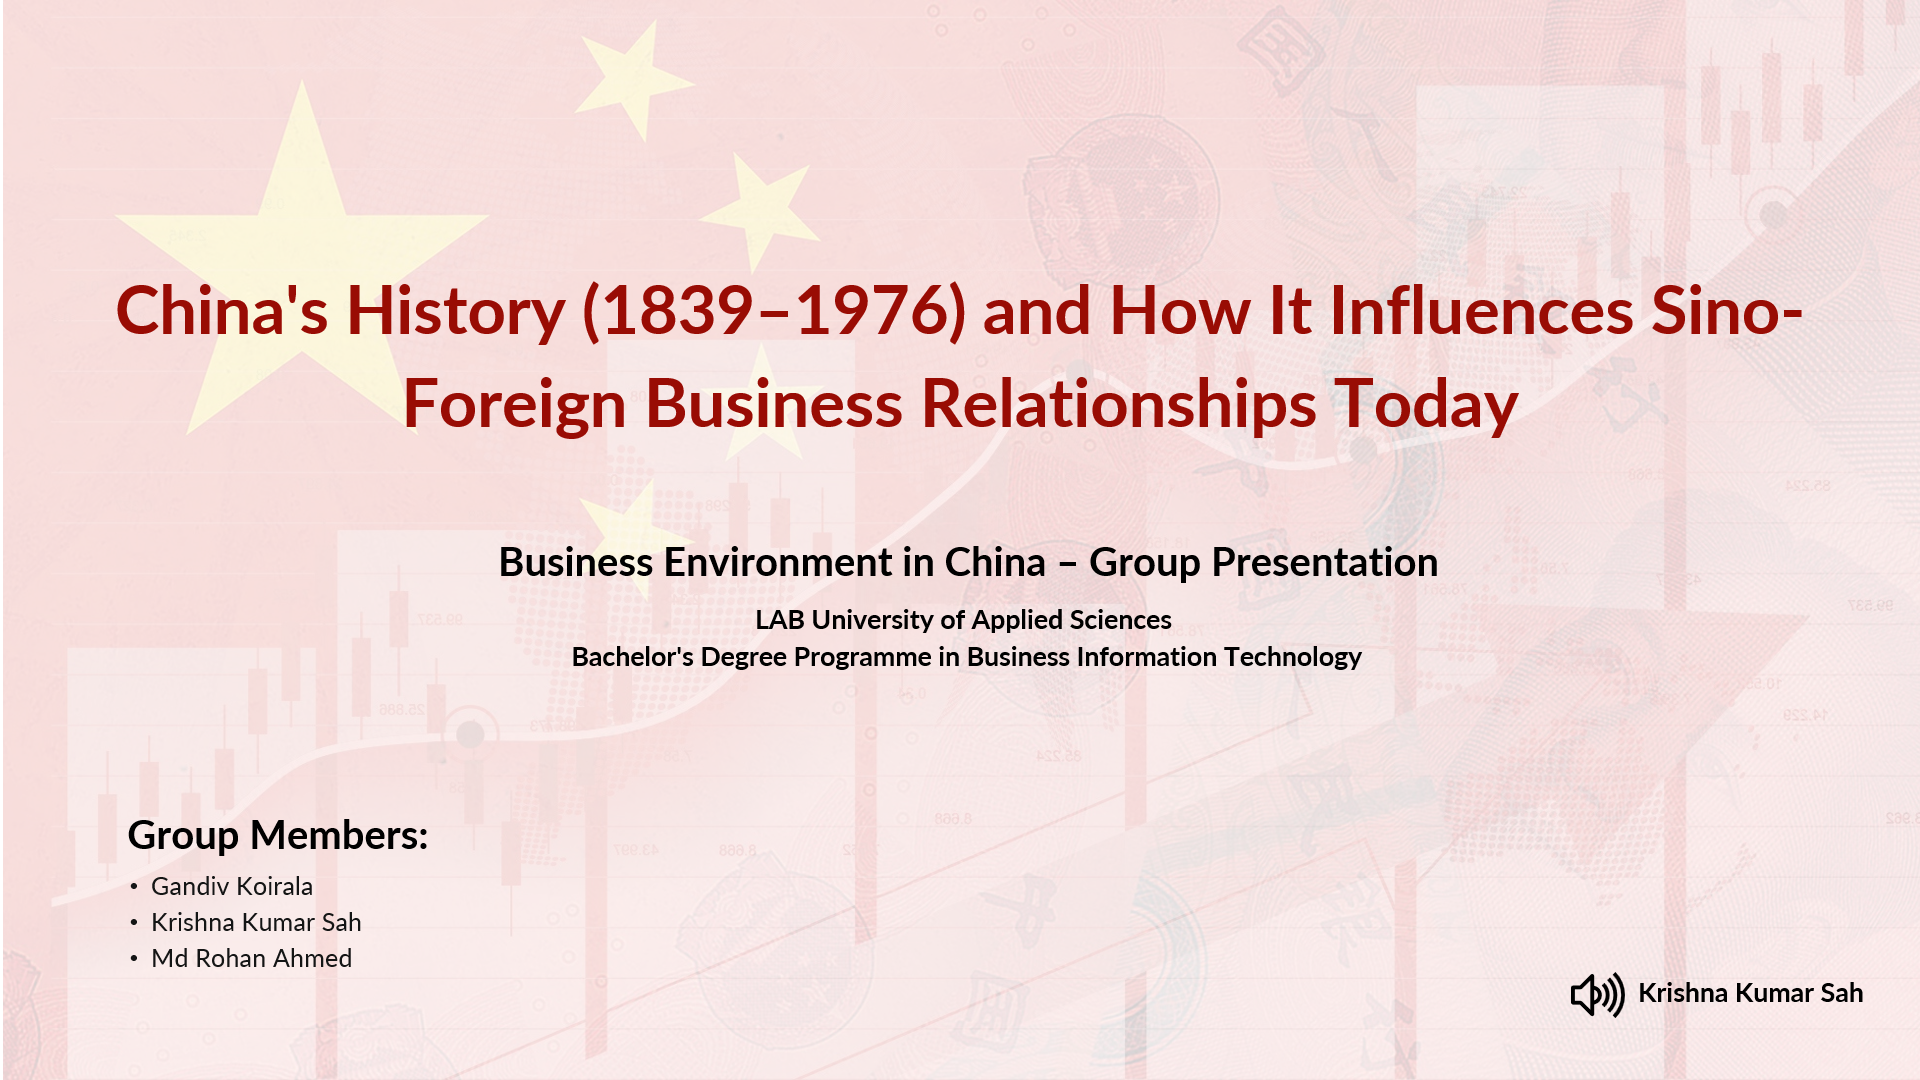 China's History (1839–1976) and How It Influences Sino-
Foreign Business Relationships Today
Business Environment in China – Group Presentation
LAB University of Applied Sciences
Bachelor's Degree Programme in Business Information Technology
Group Members:
• Gandiv Koirala
• Krishna Kumar Sah
• Md Rohan Ahmed
Krishna Kumar Sah